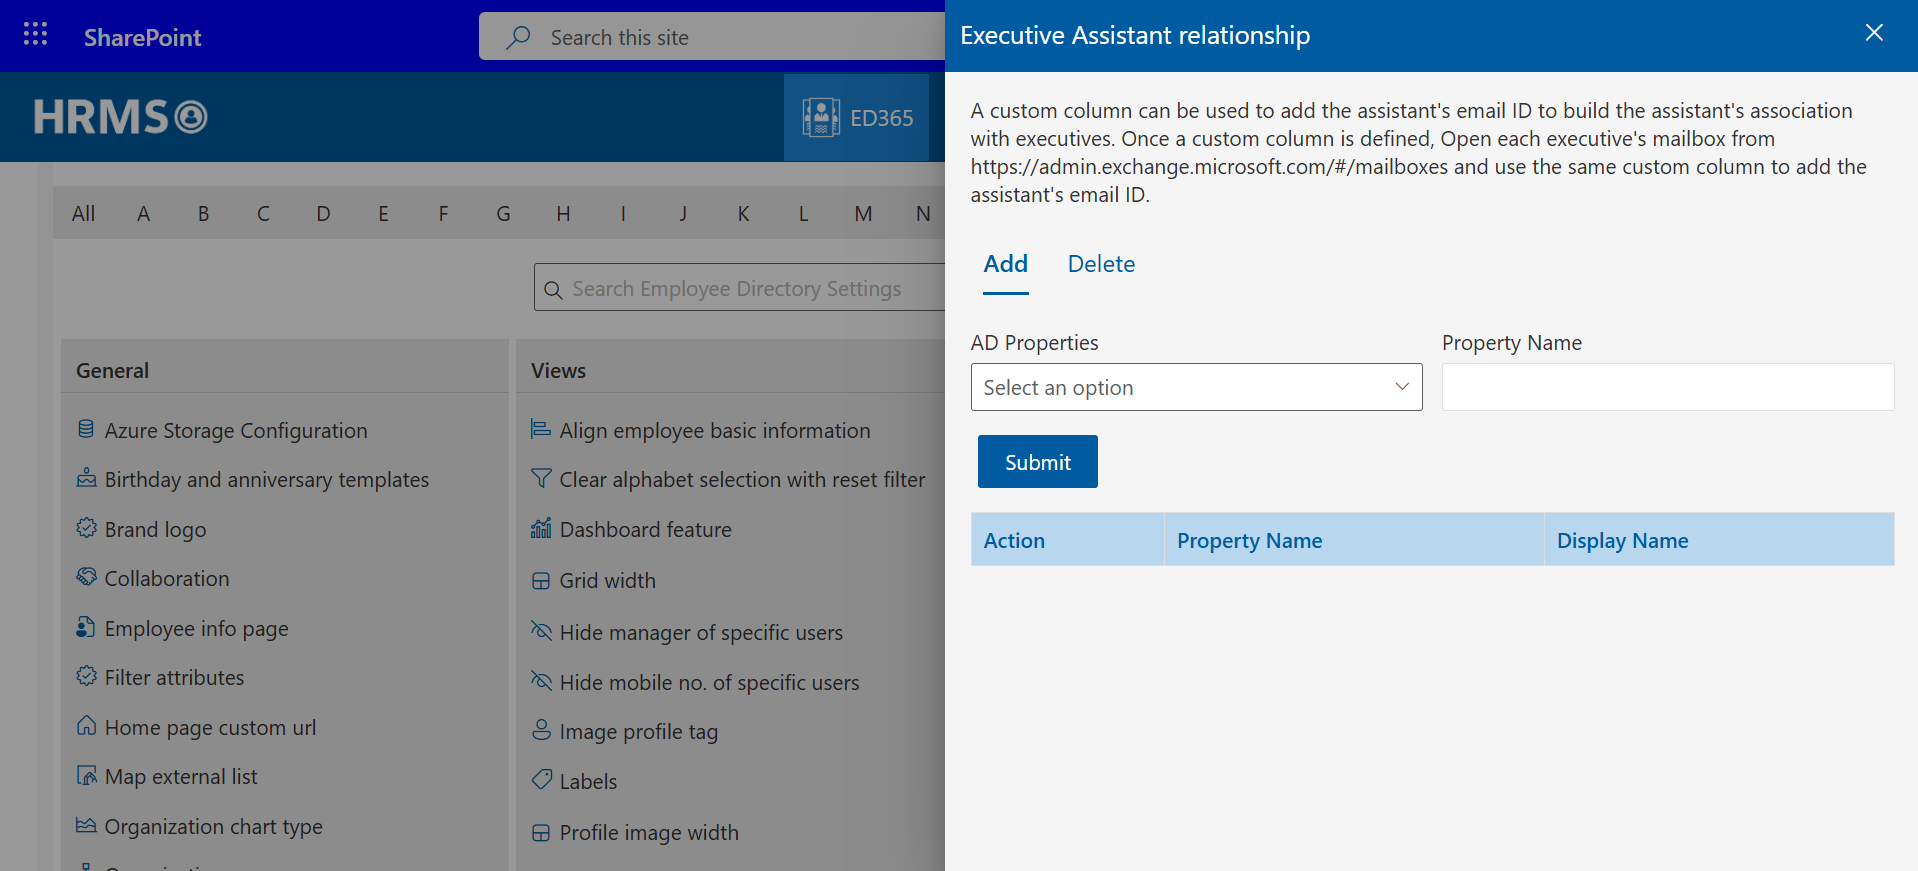 SharePoint
Search this site
HRMS
ED365
All A B C D E F G H I J K L M N
Search Employee Directory Settings
General
Azure Storage Configuration
Birthday and anniversary templates
Brand logo
Collaboration
Employee info page
Filter attributes
Home page custom url
Map external list
Organization chart type
Views
Align employee basic information
Clear alphabet selection with reset filter
Dashboard feature
Grid width
Hide manager of specific users
Hide mobile no. of specific users
Image profile tag
Labels
Profile image width
Executive Assistant relationship
A custom column can be used to add the assistant's email ID to build the assistant's association
with executives. Once a custom column is defined, Open each executive's mailbox from
https://admin.exchange.microsoft.com/#/mailboxes and use the same custom column to add the
assistant's email ID.
Add Delete
AD Properties
Select an option
Property Name
Submit
Action Property Name Display Name